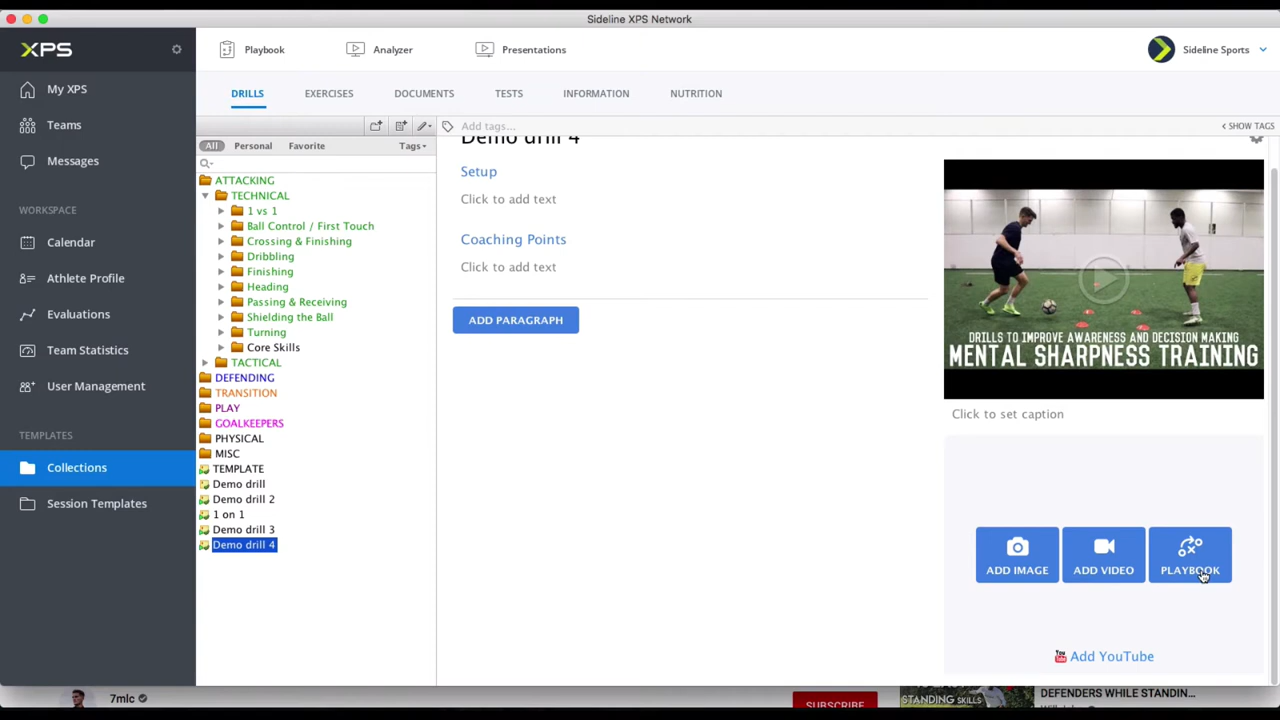 Sideline XPS Network
XPS
Playbook
Analyzer
Presentations
Sideline Sports
My XPS
Teams
Messages
WORKSPACE
Calendar
Athlete Profile
Evaluations
Team Statistics
User Management
TEMPLATES
Collections
Session Templates
DRILLS
EXERCISES
DOCUMENTS
TESTS
INFORMATION
NUTRITION
Add tags...
< SHOW TAGS
All
Personal
Favorite
Tags
ATTACKING
TECHNICAL
1 vs 1
Ball Control / First Touch
Crossing & Finishing
Dribbling
Finishing
Heading
Passing & Receiving
Shielding the Ball
Turning
Core Skills
TACTICAL
DEFENDING
TRANSITION
PLAY
GOALKEEPERS
PHYSICAL
MISC
TEMPLATE
Demo drill
Demo drill 2
1 on 1
Demo drill 3
Demo drill 4
Demo drill 4
Setup
Click to add text
Coaching Points
Click to add text
ADD PARAGRAPH
DRILLS TO IMPROVE AWARENESS AND DECISION MAKING
MENTAL SHARPNESS TRAINING
Click to set caption
ADD IMAGE
ADD VIDEO
PLAYBOOK
You
Add YouTube
7mlc
SUBSCRIBE
STANDING SKILLS
DEFENDERS WHILE STANDIN...